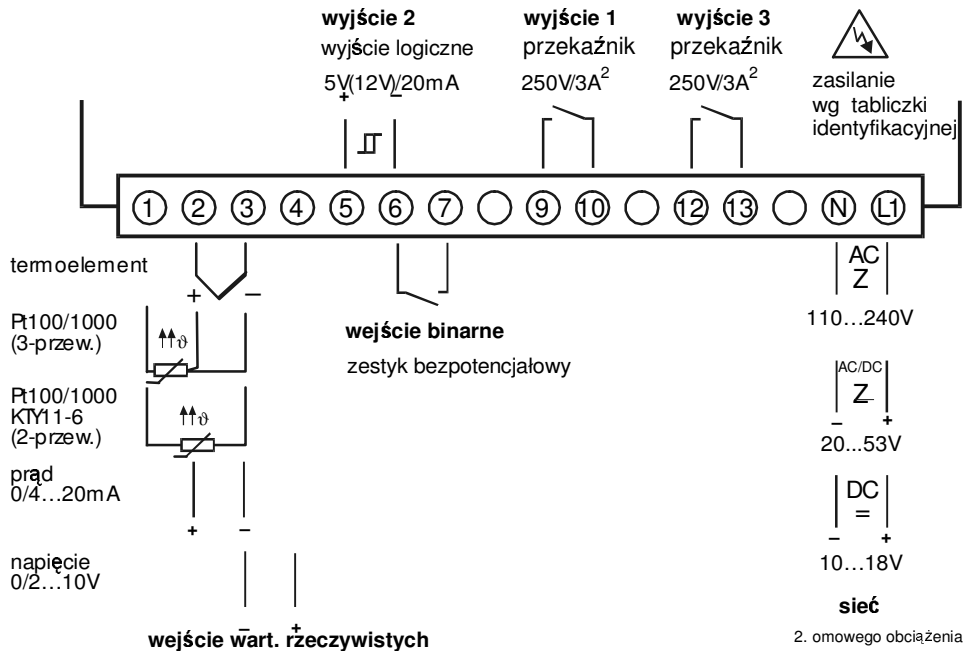 wyjście 2
wyjście logiczne
5V(12V)/20mA
+ –
wyjście 1
przekaźnik
250V/3A²
wyjście 3
przekaźnik
250V/3A²
zasilanie
wg tabliczki
identyfikacyjnej
1 2 3 4 5 6 7 9 10 12 13 N L1
termoelement
+ –
Pt100/1000
(3-przew.)
ϑ
Pt100/1000
KTY11-6
(2-przew.)
ϑ
prąd
0/4...20mA
+ –
napięcie
0/2...10V
– +
wejście wart. rzeczywistych
wejście binarne
zestyk bezpotencjałowy
AC
110...240V
AC/DC
– +
20...53V
DC
=
– +
10...18V
sieć
2. omowego obciążenia